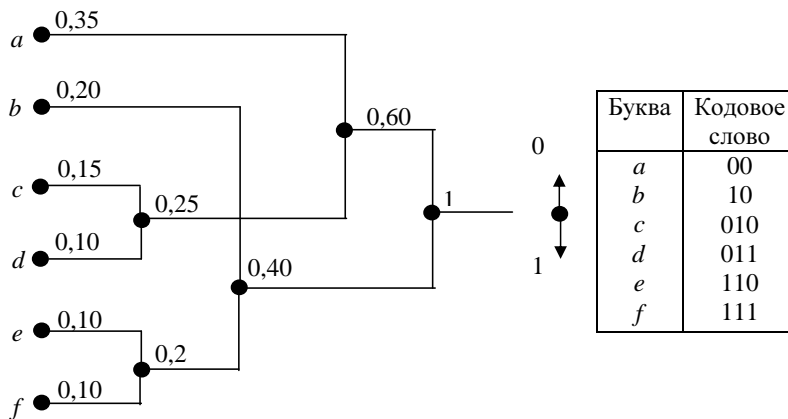 a 0,35
b 0,20
0,60
c 0,15
0,25
d 0,10
0,40
1
e 0,10
0,2
f 0,10
0
1
Буква Кодовое
слово
a 00
b 10
c 010
d 011
e 110
f 111